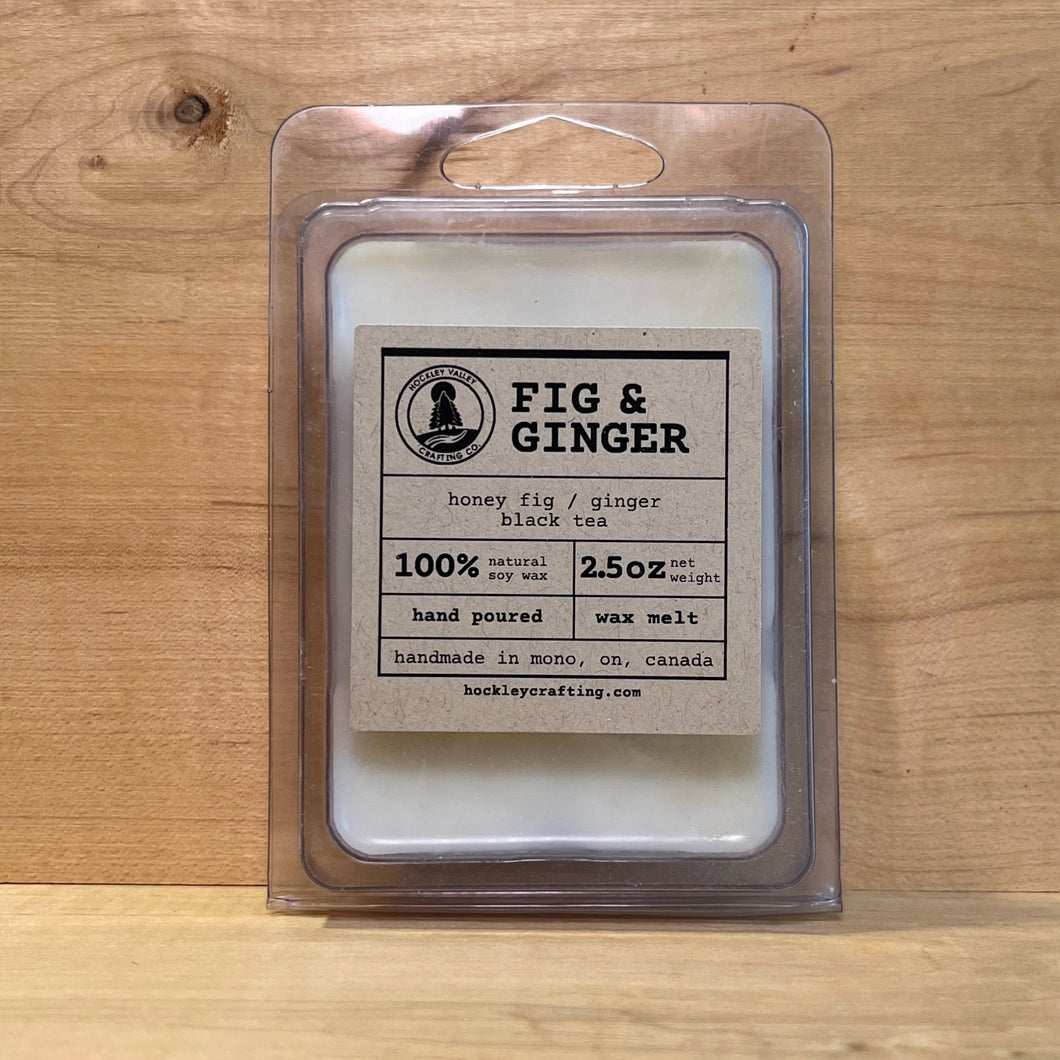 HOCKLEY VALLEY
CRAFTING CO.
FIG &
GINGER
honey fig / ginger
black tea
100% natural
soy wax
2.5oz net
weight
hand poured
wax melt
handmade in mono, on, canada
hockleycrafting.com